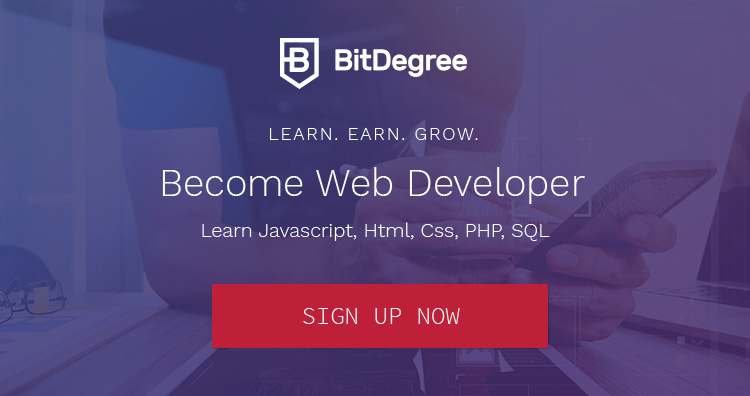 B BitDegree
LEARN. EARN. GROW.
Become Web Developer
Learn Javascript, Html, Css, PHP, SQL
SIGN UP NOW